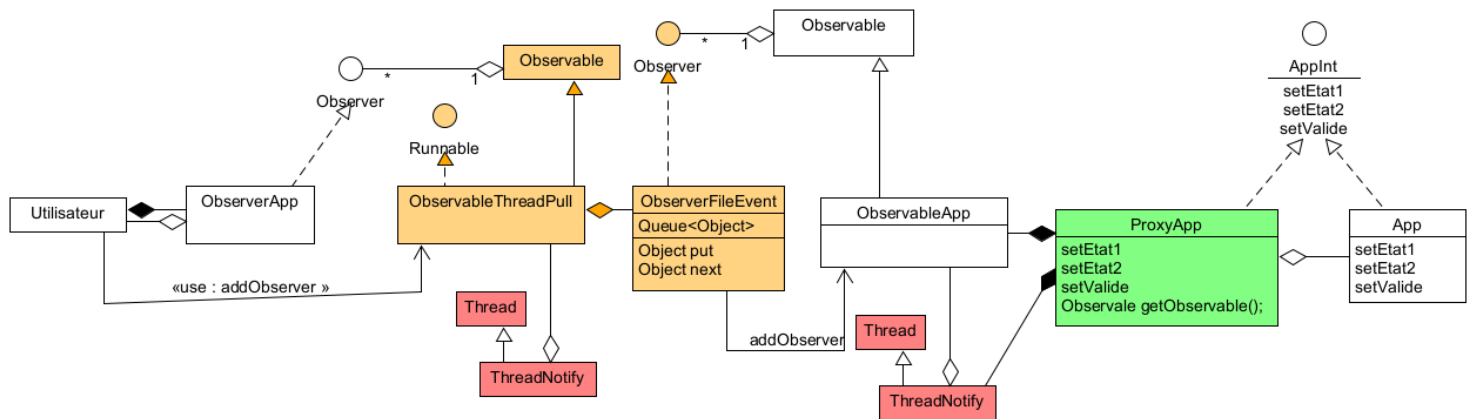 Observable
*
1
Observer
AppInt
setEtat1
setEtat2
setValide
Observable
*
1
Observer
Runnable
Utilisateur
ObserverApp
ObservableThreadPull
ObserverFileEvent
Queue<Object>
Object put
Object next
ObservableApp
ProxyApp
setEtat1
setEtat2
setValide
Observale getObservable();
App
setEtat1
setEtat2
setValide
«use : addObserver »
Thread
ThreadNotify
addObserver
Thread
ThreadNotify